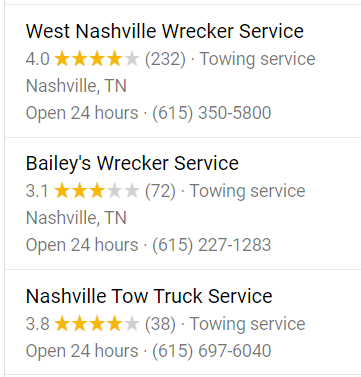 West Nashville Wrecker Service
4.0 ★★★★★ (232) · Towing service
Nashville, TN
Open 24 hours · (615) 350-5800
Bailey's Wrecker Service
3.1 ★★★★★ (72) · Towing service
Nashville, TN
Open 24 hours · (615) 227-1283
Nashville Tow Truck Service
3.8 ★★★★★ (38) · Towing service
Open 24 hours · (615) 697-6040